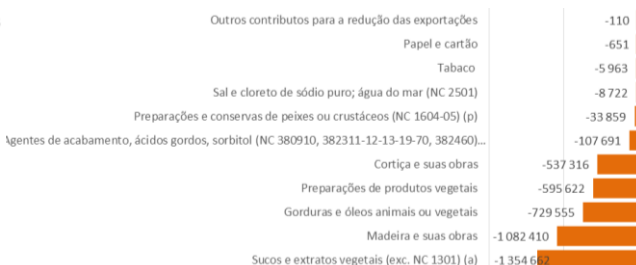 Outros contributos para a redução das exportações -110
Papel e cartão -651
Tabaco -5 963
Sal e cloreto de sódio puro; água do mar (NC 2501) -8 722
Preparações e conservas de peixes ou crustáceos (NC 1604-05) (p) -33 859
Agentes de acabamento, ácidos gordos, sorbitol (NC 380910, 382311-12-13-19-70, 382460)... -107 691
Cortiça e suas obras -537 316
Preparações de produtos vegetais -595 622
Gorduras e óleos animais ou vegetais -729 555
Madeira e suas obras -1 082 410
Sucos e extratos vegetais (exc. NC 1301) (a) -1 354 662